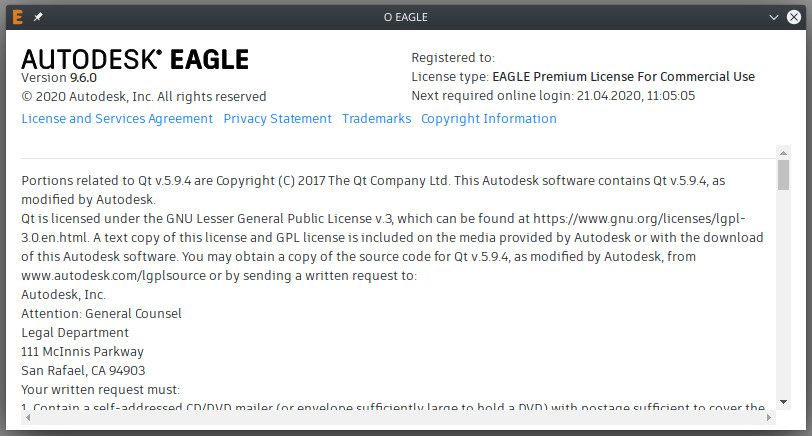 O EAGLE
AUTODESK® EAGLE
Version 9.6.0
© 2020 Autodesk, Inc. All rights reserved
Registered to:
License type: EAGLE Premium License For Commercial Use
Next required online login: 21.04.2020, 11:05:05
License and Services Agreement Privacy Statement Trademarks Copyright Information
Portions related to Qt v.5.9.4 are Copyright (C) 2017 The Qt Company Ltd. This Autodesk software contains Qt v.5.9.4, as
modified by Autodesk.
Qt is licensed under the GNU Lesser General Public License v.3, which can be found at https://www.gnu.org/licenses/lgpl-
3.0.en.html. A text copy of this license and GPL license is included on the media provided by Autodesk or with the download
of this Autodesk software. You may obtain a copy of the source code for Qt v.5.9.4, as modified by Autodesk, from
www.autodesk.com/lgplsource or by sending a written request to:
Autodesk, Inc.
Attention: General Counsel
Legal Department
111 McInnis Parkway
San Rafael, CA 94903
Your written request must:
1. Contain a self-addressed CD/DVD mailer (or envelope sufficiently large to hold a DVD) with postage sufficient to cover the